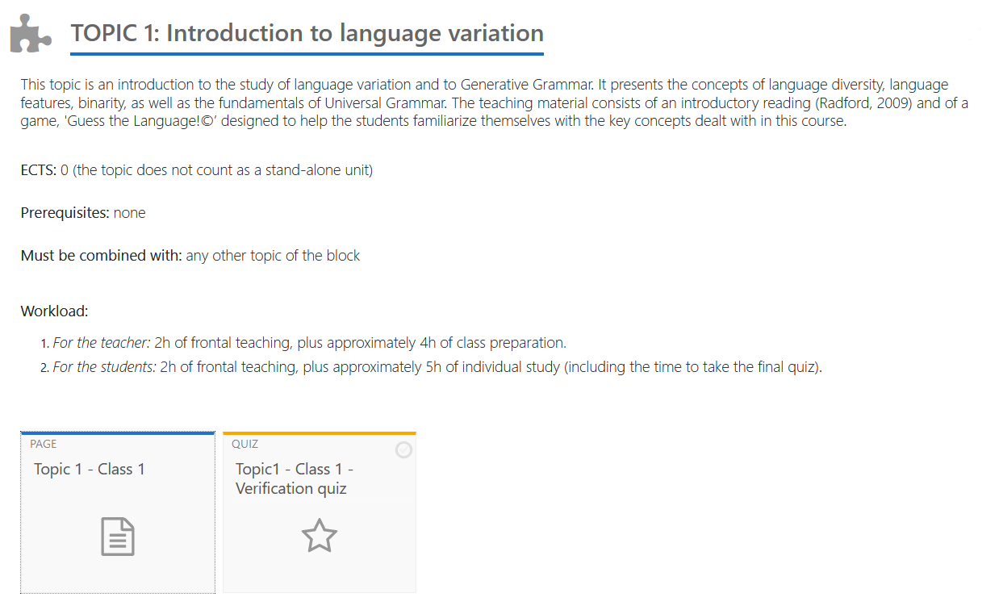 TOPIC 1: Introduction to language variation
This topic is an introduction to the study of language variation and to Generative Grammar. It presents the concepts of language diversity, language
features, binarity, as well as the fundamentals of Universal Grammar. The teaching material consists of an introductory reading (Radford, 2009) and of a
game, 'Guess the Language!©’ designed to help the students familiarize themselves with the key concepts dealt with in this course.
ECTS: 0 (the topic does not count as a stand-alone unit)
Prerequisites: none
Must be combined with: any other topic of the block
Workload:
1. For the teacher: 2h of frontal teaching, plus approximately 4h of class preparation.
2. For the students: 2h of frontal teaching, plus approximately 5h of individual study (including the time to take the final quiz).
PAGE
Topic 1 - Class 1
QUIZ
Topic1 - Class 1 -
Verification quiz